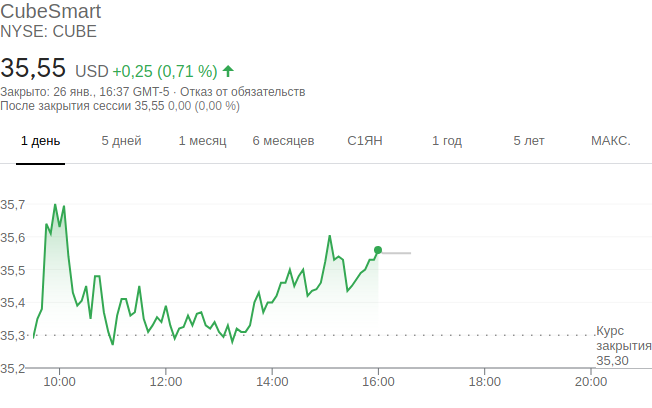 CubeSmart
NYSE: CUBE
35,55 USD +0,25 (0,71 %)
Закрыто: 26 янв., 16:37 GMT-5 · Отказ от обязательств
После закрытия сессии 35,55 0,00 (0,00 %)
1 день 5 дней 1 месяц 6 месяцев С1ЯН 1 год 5 лет МАКС.
35,7
35,6
35,5
35,4
35,3
Курс
закрытия
35,30
35,2
10:00 12:00 14:00 16:00 18:00 20:00